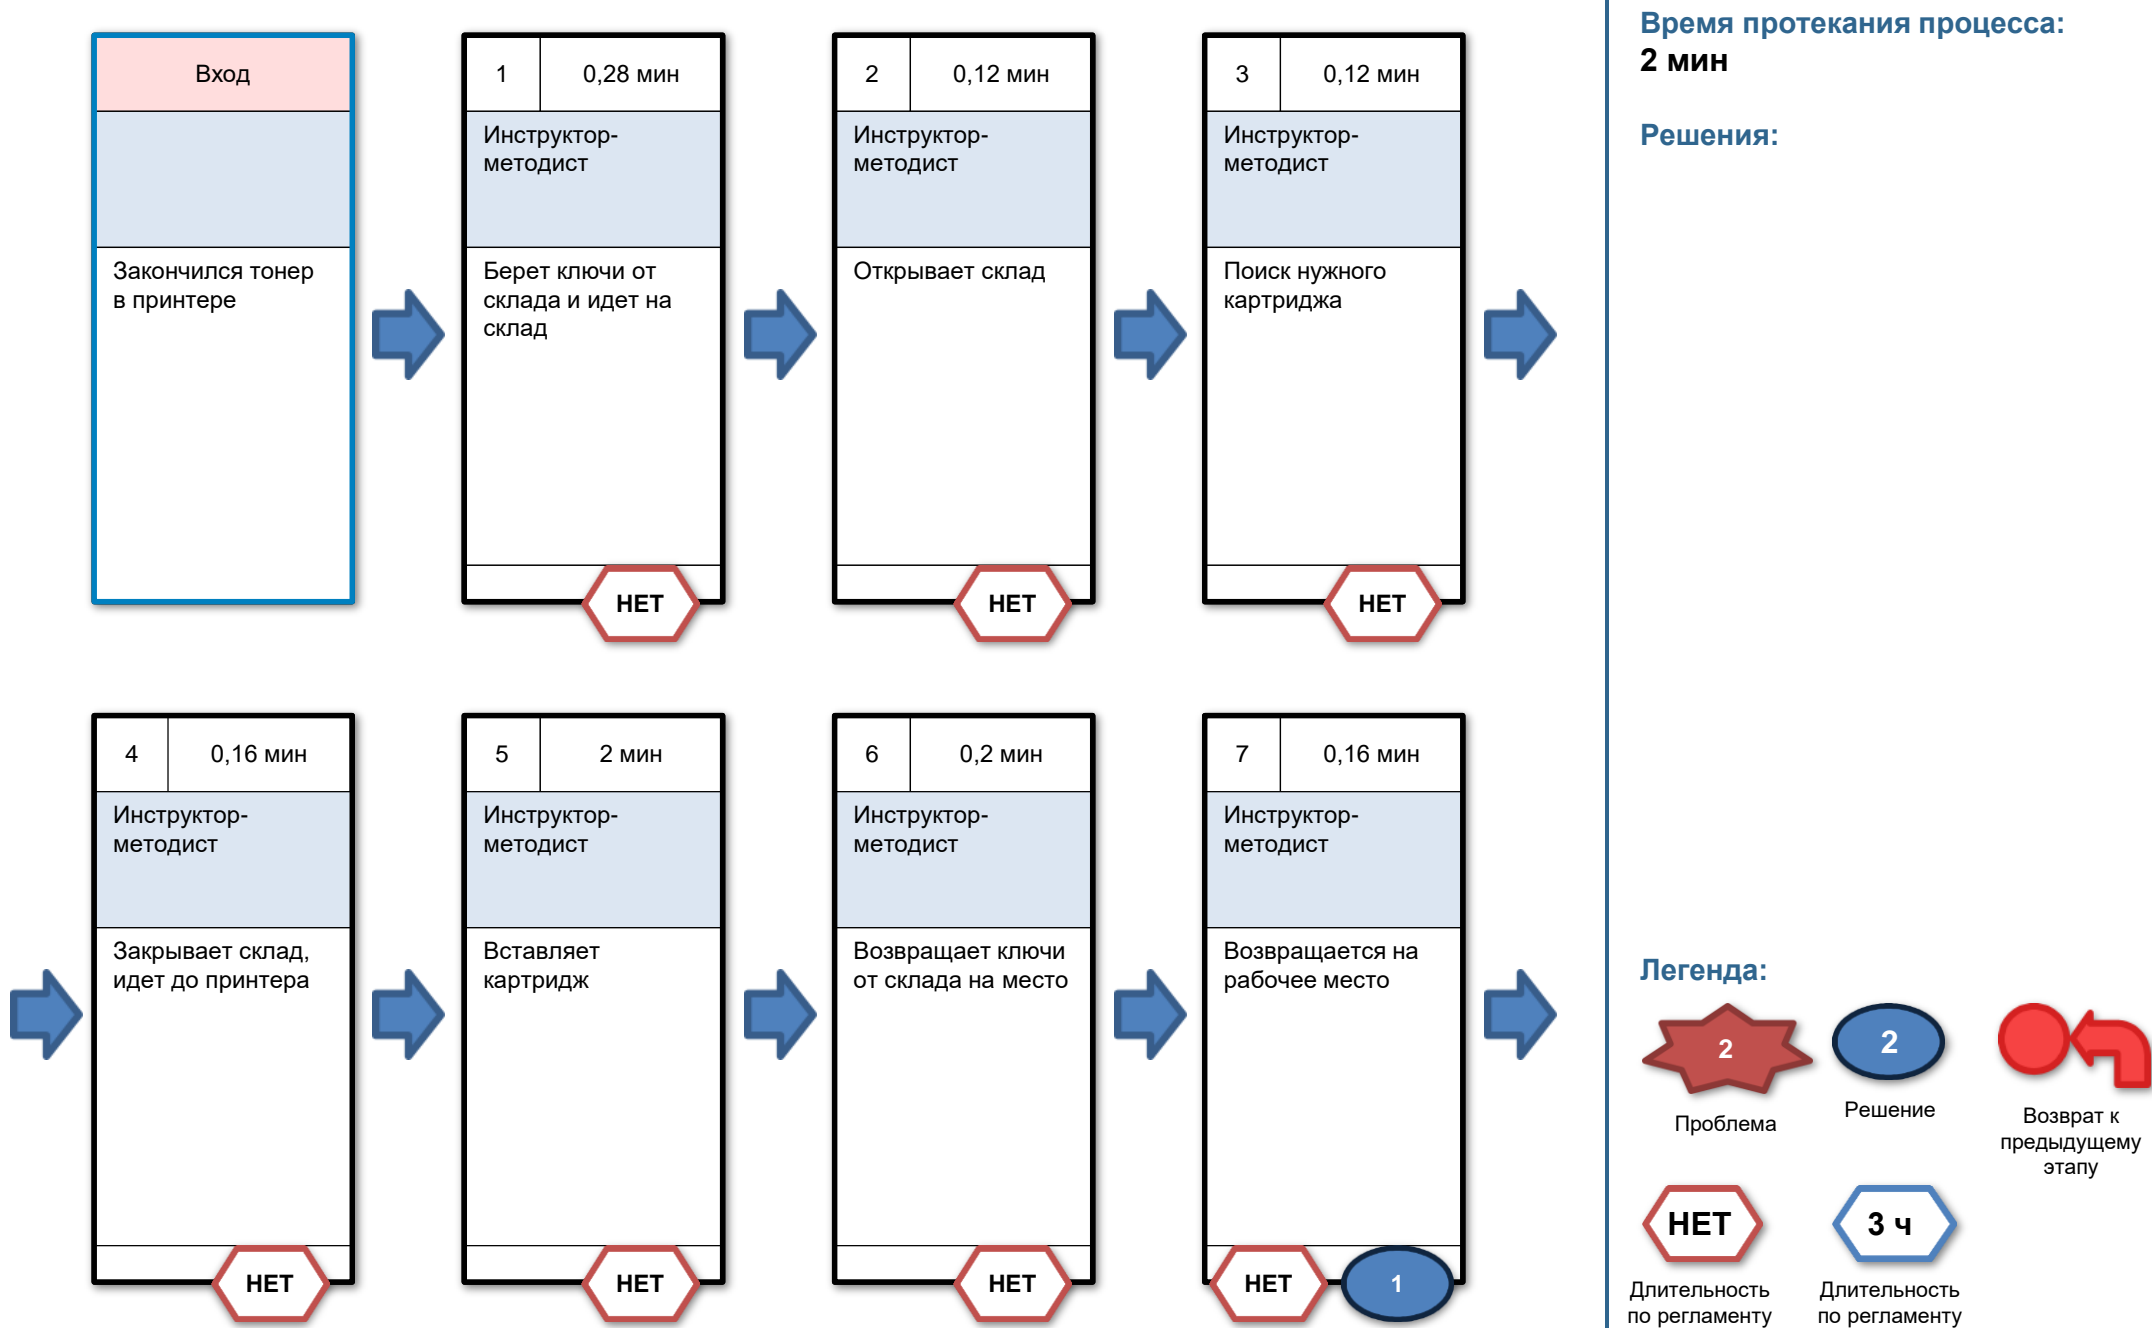 Вход
Закончился тонер
в принтере
1
0,28 мин
Инструктор-
методист
Берет ключи от
склада и идет на
склад
НЕТ
2
0,12 мин
Инструктор-
методист
Открывает склад
НЕТ
3
0,12 мин
Инструктор-
методист
Поиск нужного
картриджа
НЕТ
4
0,16 мин
Инструктор-
методист
Закрывает склад,
идет до принтера
НЕТ
5
2 мин
Инструктор-
методист
Вставляет
картридж
НЕТ
6
0,2 мин
Инструктор-
методист
Возвращает ключи
от склада на место
НЕТ
7
0,16 мин
Инструктор-
методист
Возвращается на
рабочее место
НЕТ
1
Время протекания процесса:
2 мин
Решения:
Легенда:
2
Проблема
2
Решение
Возврат к
предыдущему
этапу
НЕТ
Длительность
по регламенту
3 ч
Длительность
по регламенту